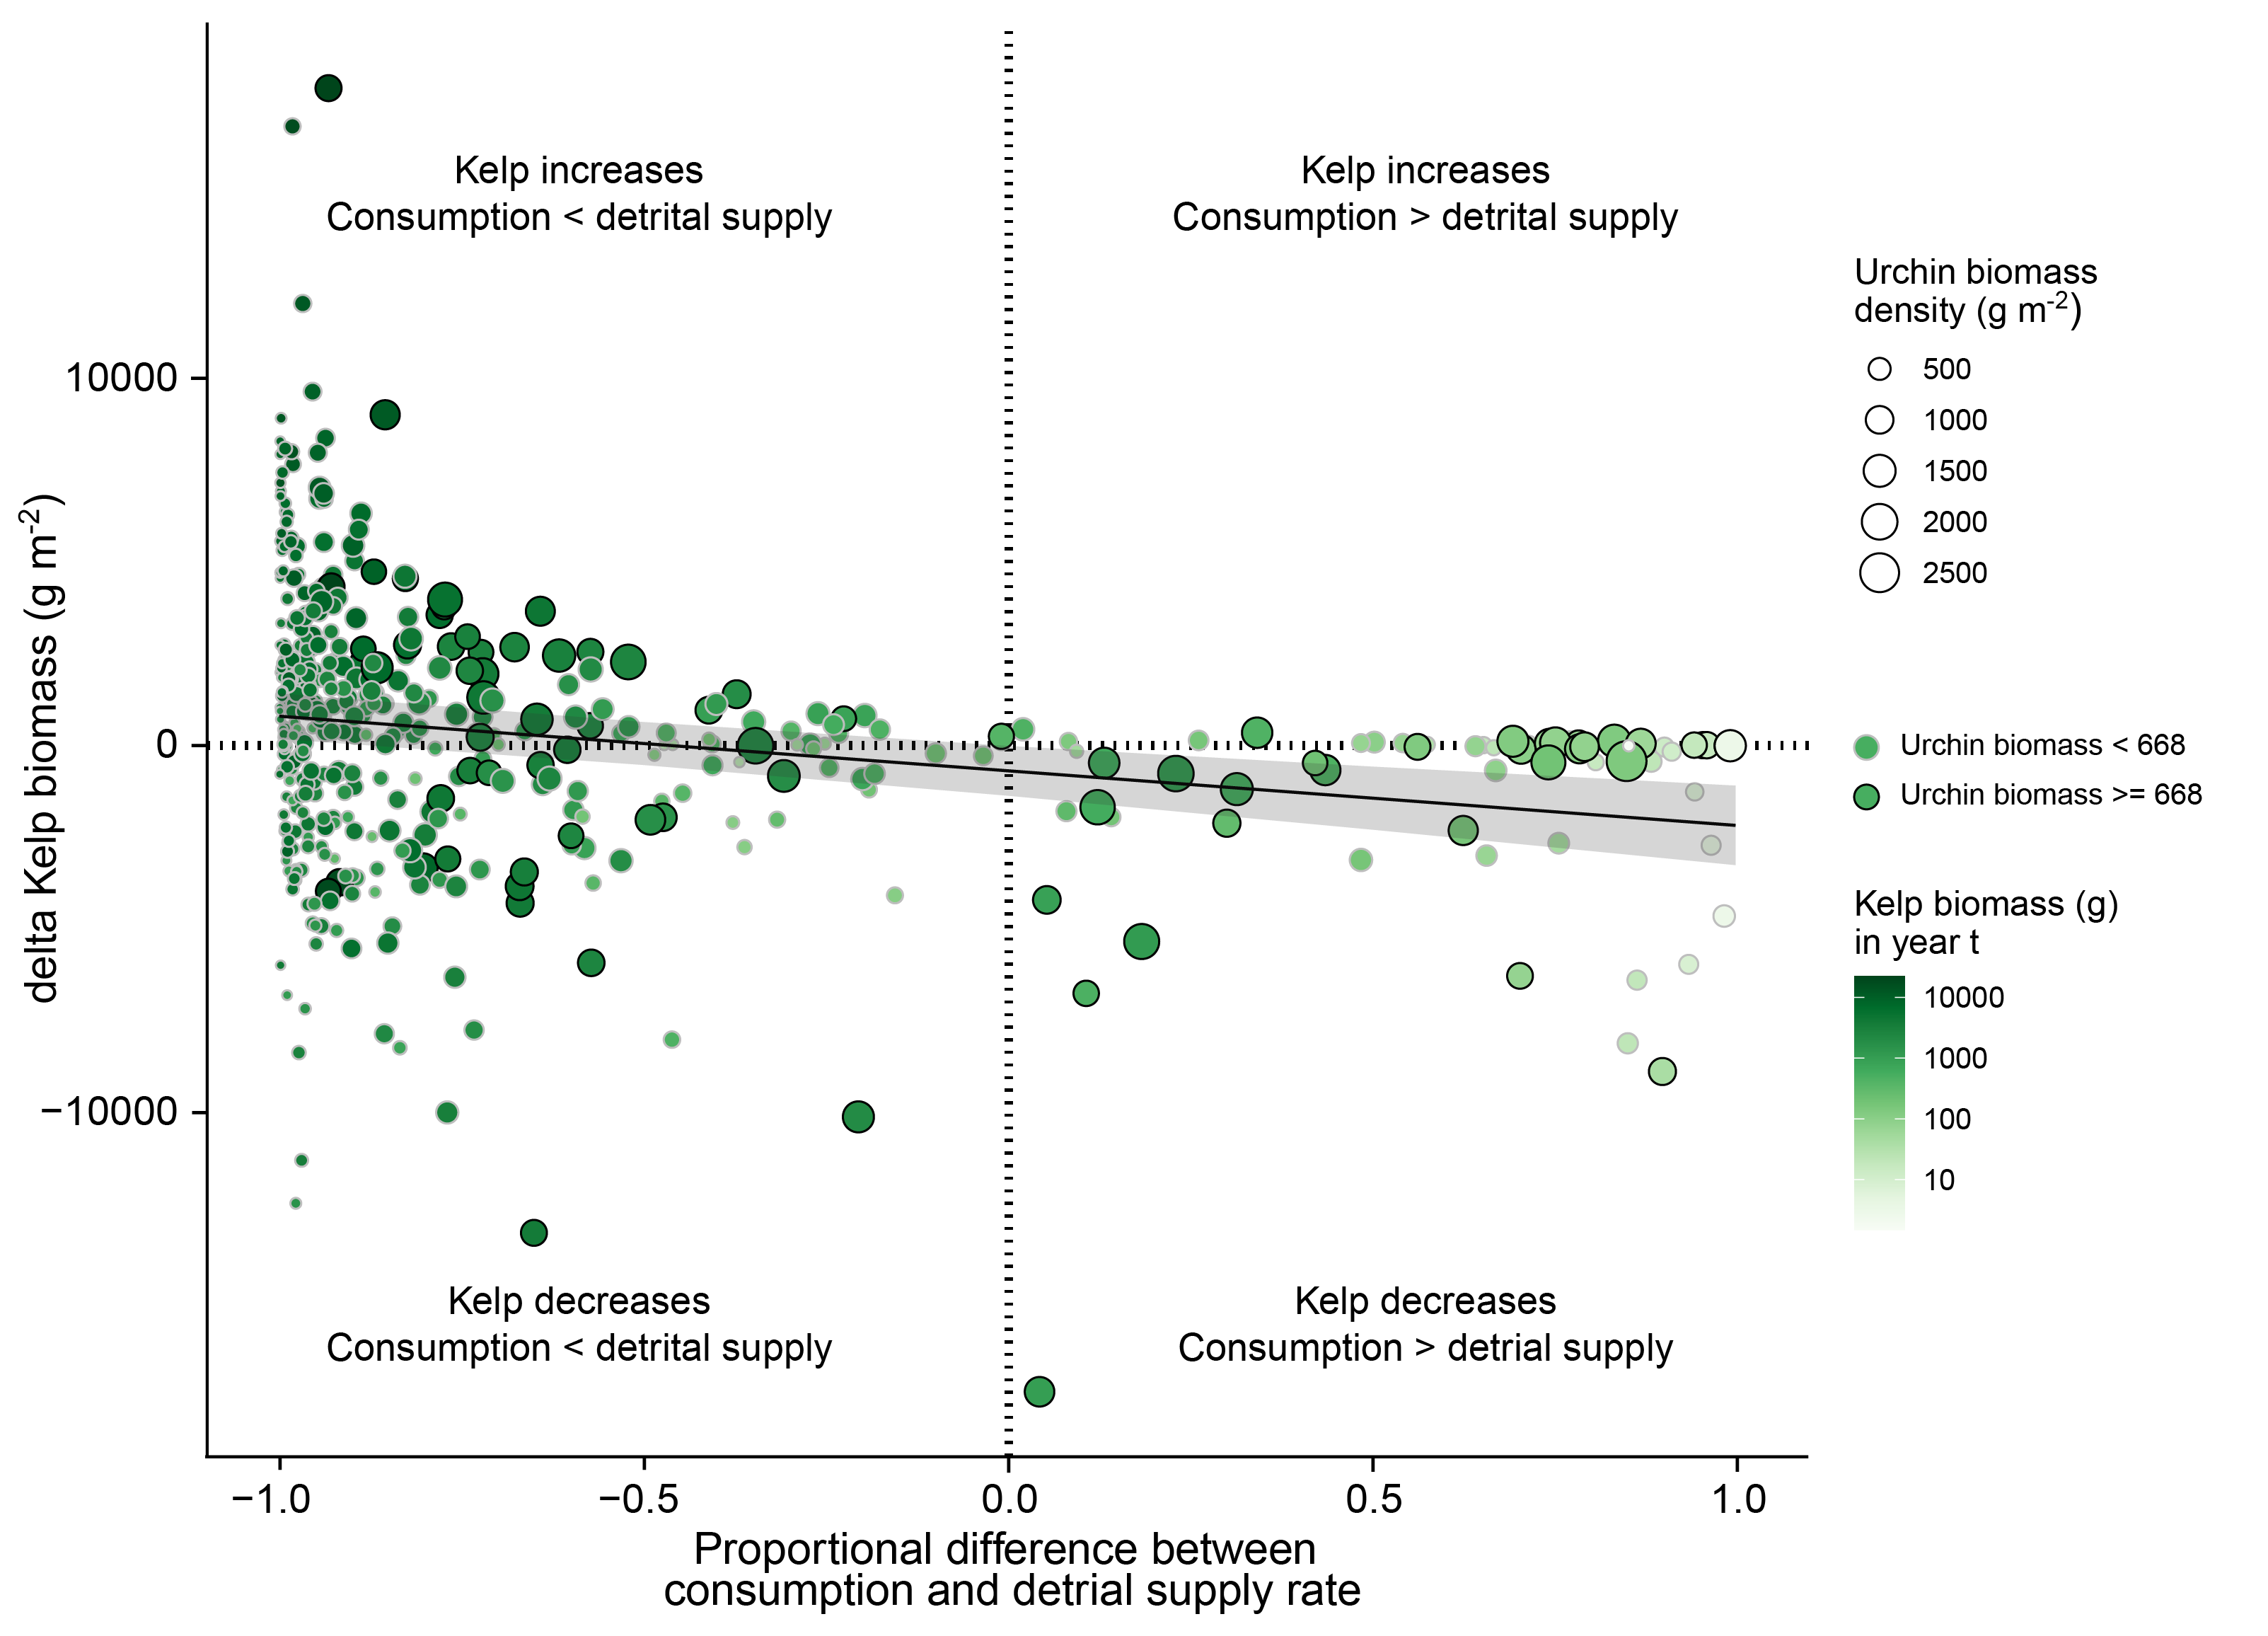 Kelp increases
Consumption < detrital supply
Kelp increases
Consumption > detrital supply
Kelp decreases
Consumption < detrital supply
Kelp decreases
Consumption > detrial supply
delta Kelp biomass (g m⁻²)
10000
0
−10000
−1.0
−0.5
0.0
0.5
1.0
Proportional difference between
consumption and detrial supply rate
Urchin biomass
density (g m⁻²)
500
1000
1500
2000
2500
Urchin biomass < 668
Urchin biomass >= 668
Kelp biomass (g)
in year t
10000
1000
100
10